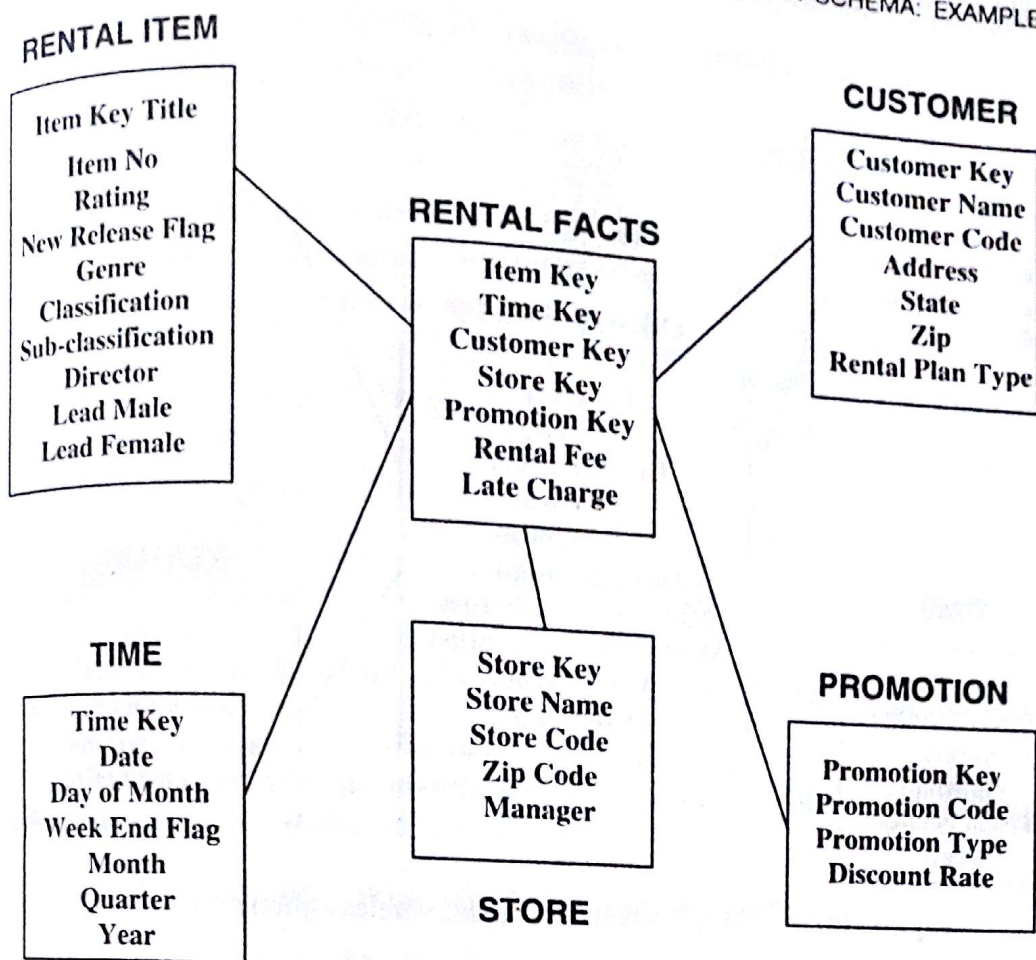 SCHEMA: EXAMPLE
RENTAL ITEM
Item Key Title
Item No
Rating
New Release Flag
Genre
Classification
Sub-classification
Director
Lead Male
Lead Female
RENTAL FACTS
Item Key
Time Key
Customer Key
Store Key
Promotion Key
Rental Fee
Late Charge
CUSTOMER
Customer Key
Customer Name
Customer Code
Address
State
Zip
Rental Plan Type
TIME
Time Key
Date
Day of Month
Week End Flag
Month
Quarter
Year
Store Key
Store Name
Store Code
Zip Code
Manager
STORE
PROMOTION
Promotion Key
Promotion Code
Promotion Type
Discount Rate